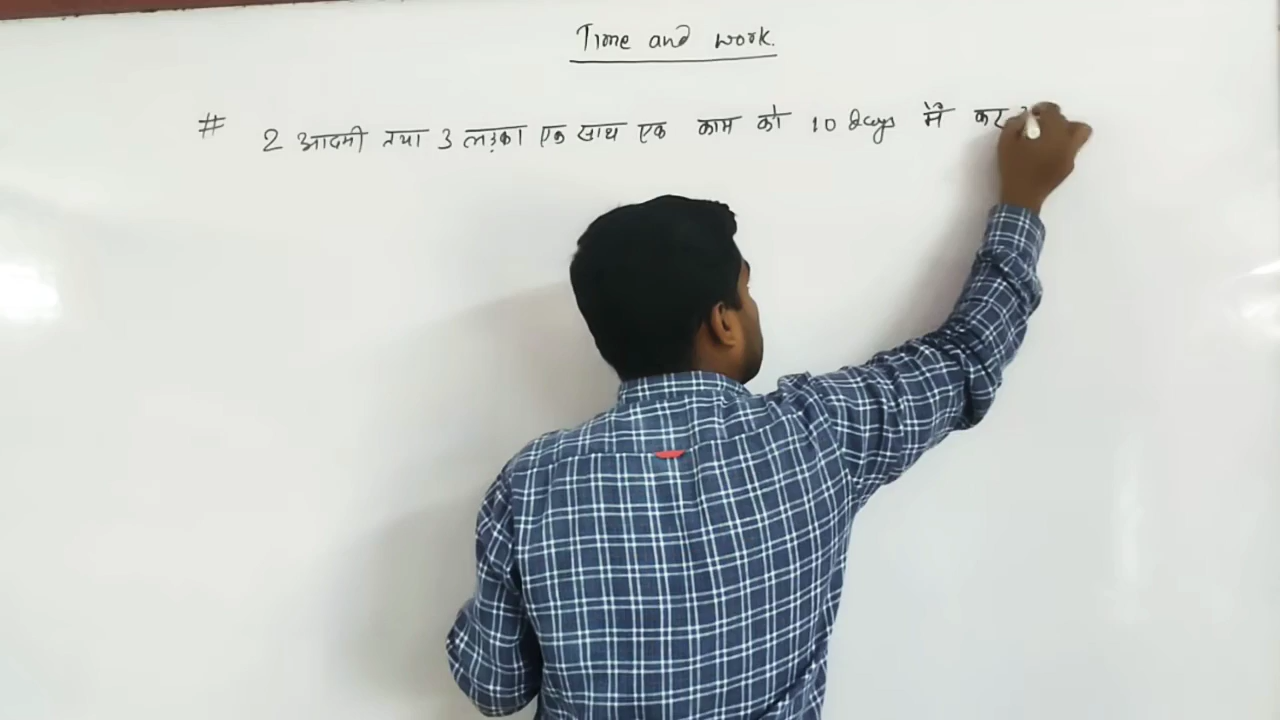 Time and work.
# 2 आदमी तथा 3 लड़का एक साथ एक काम को 10 days में कर